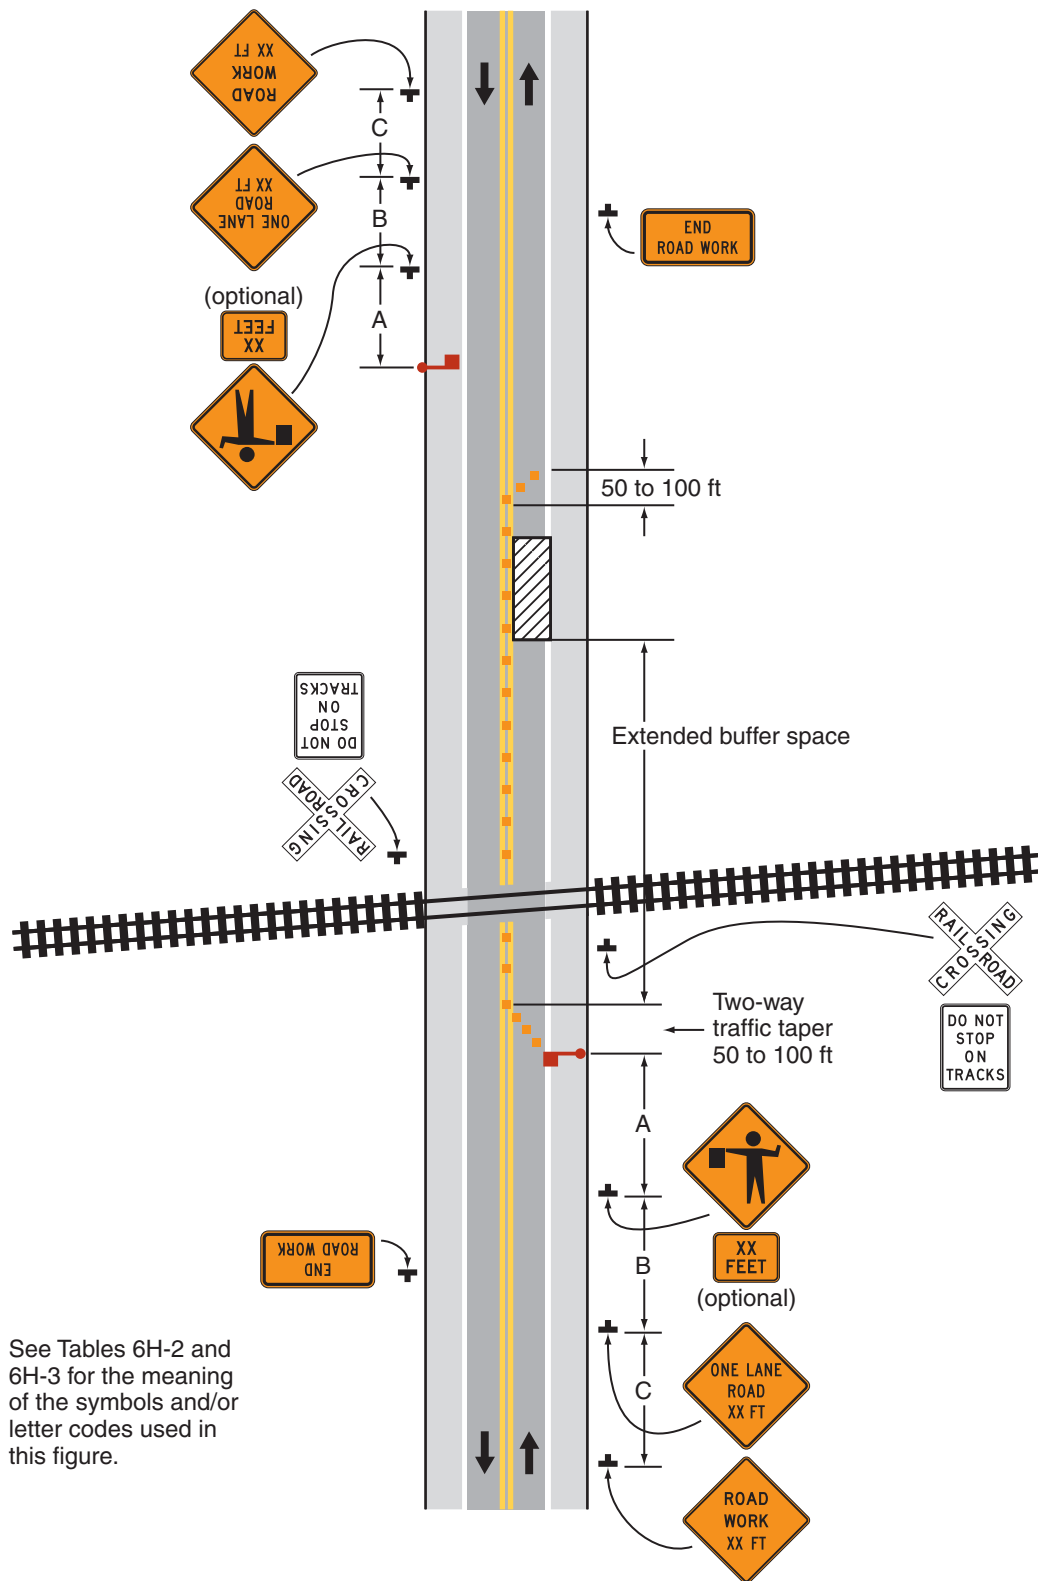 ROAD
WORK
XX FT
C
ONE LANE
ROAD
XX FT
B
END
ROAD WORK
(optional)
XX
FEET
A
50 to 100 ft
DO NOT
STOP
ON
TRACKS
Extended buffer space
RAILROAD
CROSSING
RAILROAD
CROSSING
Two-way
traffic taper
50 to 100 ft
DO NOT
STOP
ON
TRACKS
A
END
ROAD WORK
B
XX
FEET
(optional)
See Tables 6H-2 and
6H-3 for the meaning
of the symbols and/or
letter codes used in
this figure.
C
ONE LANE
ROAD
XX FT
ROAD
WORK
XX FT